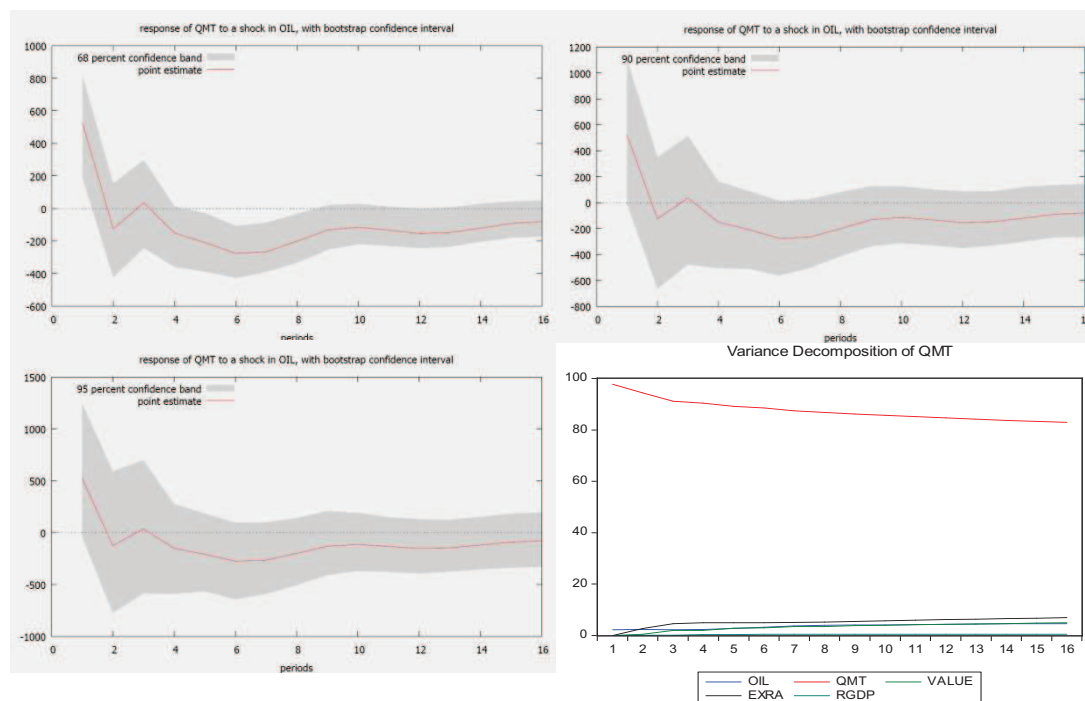 response of QMT to a shock in OIL, with bootstrap confidence interval
1000
800
600
400
200
0
-200
-400
-600
68 percent confidence band
point estimate
0 2 4 6 8 10 12 14 16
periods
response of QMT to a shock in OIL, with bootstrap confidence interval
1200
1000
800
600
400
200
0
-200
-400
-600
-800
90 percent confidence band
point estimate
0 2 4 6 8 10 12 14 16
periods
response of QMT to a shock in OIL, with bootstrap confidence interval
1500
1000
500
0
-500
-1000
95 percent confidence band
point estimate
0 2 4 6 8 10 12 14 16
periods
Variance Decomposition of QMT
100
80
60
40
20
0
1 2 3 4 5 6 7 8 9 10 11 12 13 14 15 16
OIL QMT VALUE
EXRA RGDP